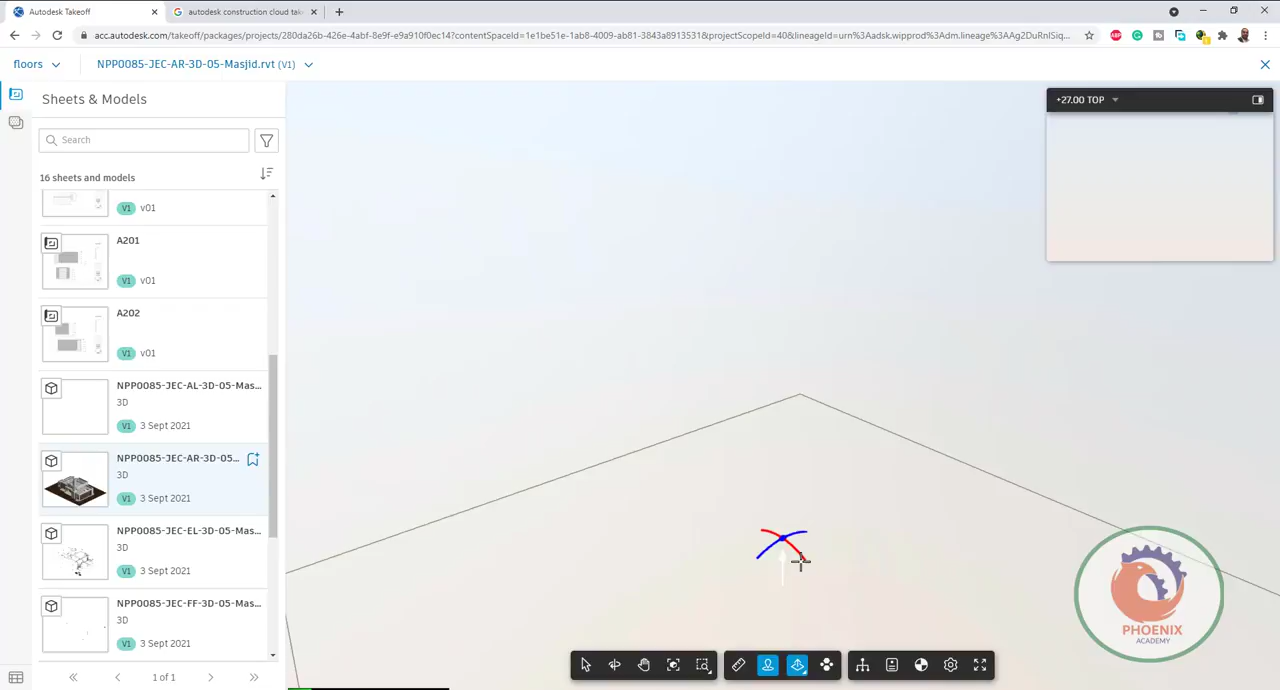 Autodesk Takeoff
autodesk construction cloud take
acc.autodesk.com/takeoff/packages/projects/280da26b-426e-4abf-8e9f-e9a910f0ec14?contentSpaceId=1e1be51e-1ab8-4009-ab81-3843a8913531&projectScopeId=40&lineageId=urn%3Aadsk.wipprod%3Adm.lineage%3AAg2DuRnISiq...
floors
NPP0085-JEC-AR-3D-05-Masjid.rvt (V1)
Sheets & Models
+27.00 TOP
Search
16 sheets and models
V1 v01
A201
V1 v01
A202
V1 v01
NPP0085-JEC-AL-3D-05-Mas...
3D
V1 3 Sept 2021
NPP0085-JEC-AR-3D-05...
3D
V1 3 Sept 2021
NPP0085-JEC-EL-3D-05-Mas...
3D
V1 3 Sept 2021
NPP0085-JEC-FF-3D-05-Mas...
3D
V1 3 Sept 2021
PHOENIX
ACADEMY
1 of 1